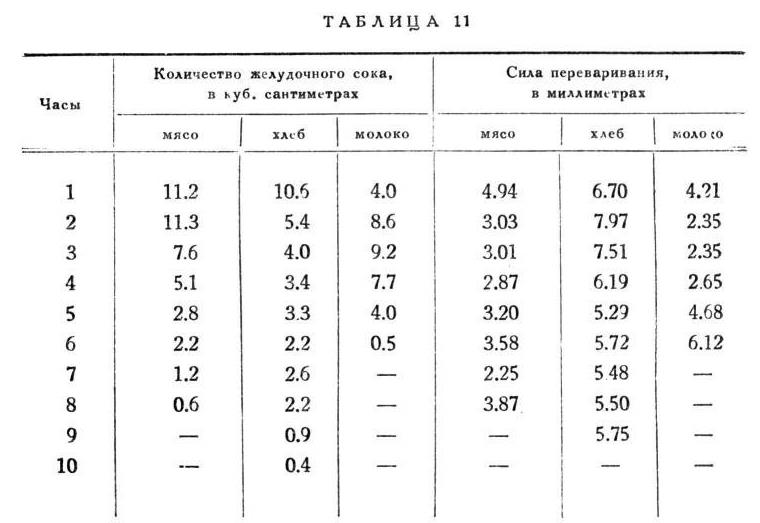 ТАБЛИЦА 11
Часы Количество желудочного сока, в куб. сантиметрах Сила переваривания, в миллиметрах
мясо хлеб молоко мясо хлеб молоко
1 11.2 10.6 4.0 4.94 6.70 4.21
2 11.3 5.4 8.6 3.03 7.97 2.35
3 7.6 4.0 9.2 3.01 7.51 2.35
4 5.1 3.4 7.7 2.87 6.19 2.65
5 2.8 3.3 4.0 3.20 5.29 4.68
6 2.2 2.2 0.5 3.58 5.72 6.12
7 1.2 2.6 — 2.25 5.48 —
8 0.6 2.2 — 3.87 5.50 —
9 — 0.9 — — 5.75 —
10 — 0.4 — — — —